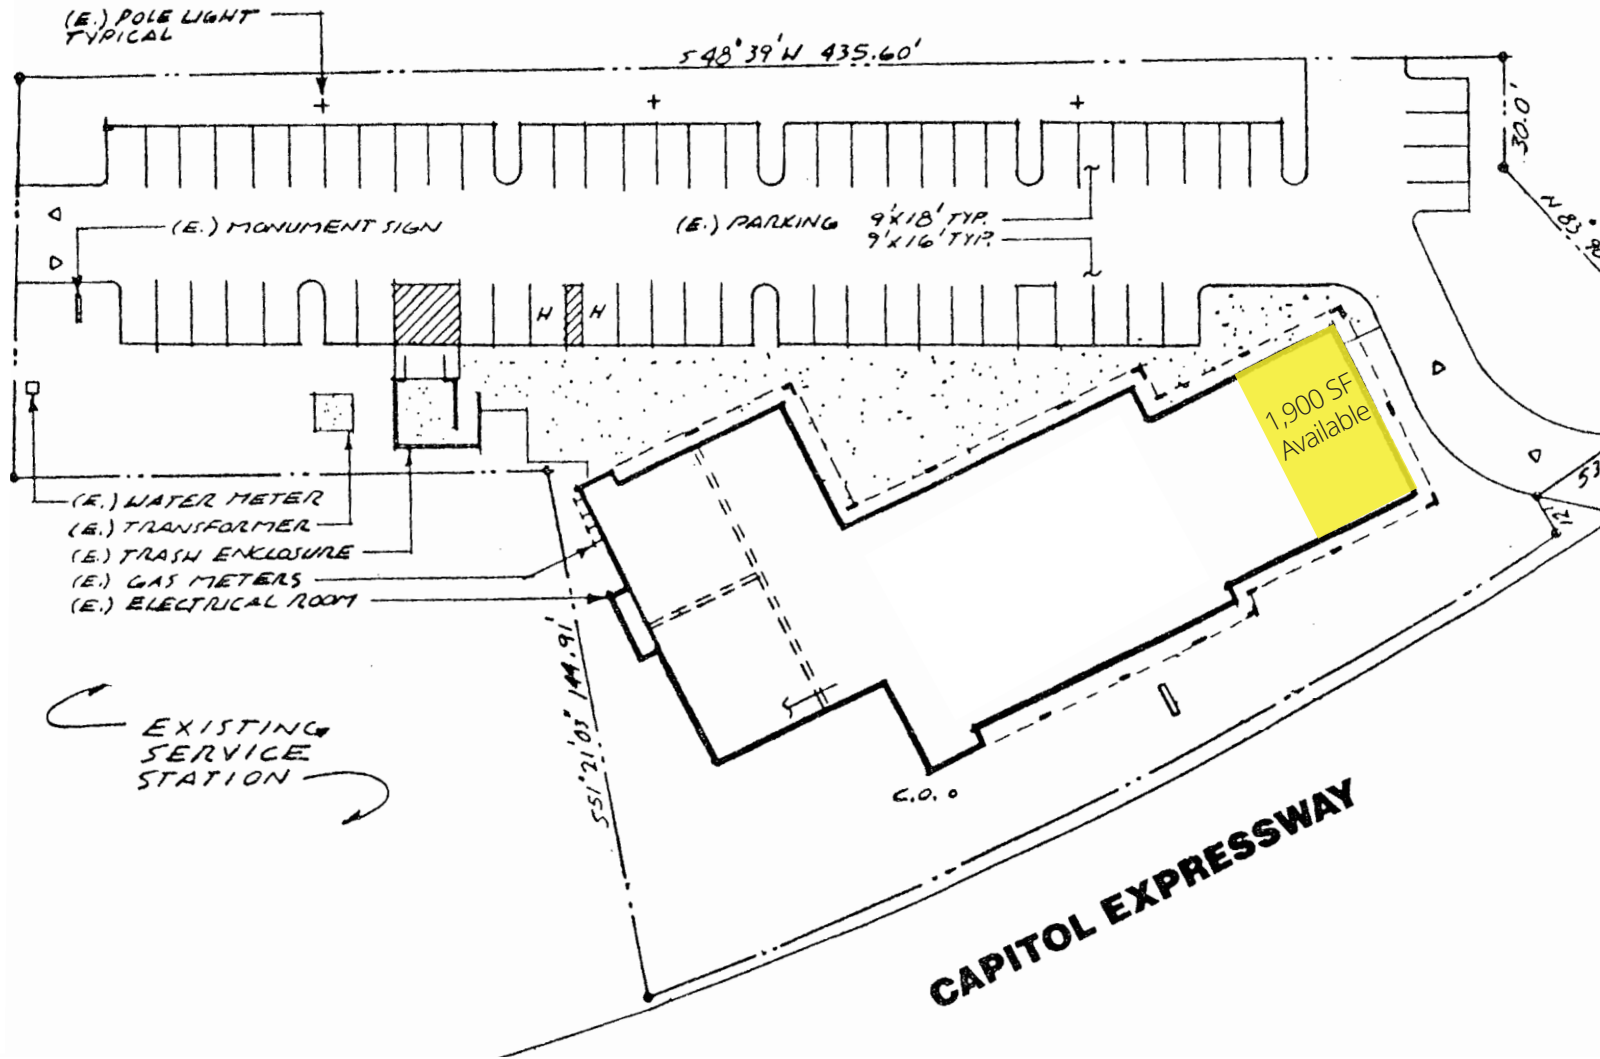 (E.) POLE LIGHT
TYPICAL
S 48°39' W 435.60'
30.0'
(E.) MONUMENT SIGN
(E.) PARKING 9'X18' TYP.
9'X16' TYP.
H H
1,900 SF
Available
(E.) WATER METER
(E.) TRANSFORMER
(E.) TRASH ENCLOSURE
(E.) GAS METERS
(E.) ELECTRICAL ROOM
12'
S51°21'03" 144.91'
EXISTING
SERVICE
STATION
C.O.
CAPITOL EXPRESSWAY